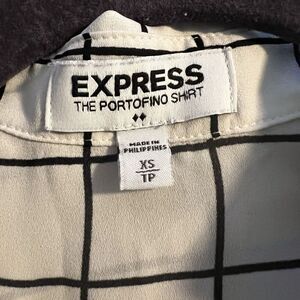 EXPRESS
THE PORTOFINO SHIRT
MADE IN
PHILIPPINES
XS
TP